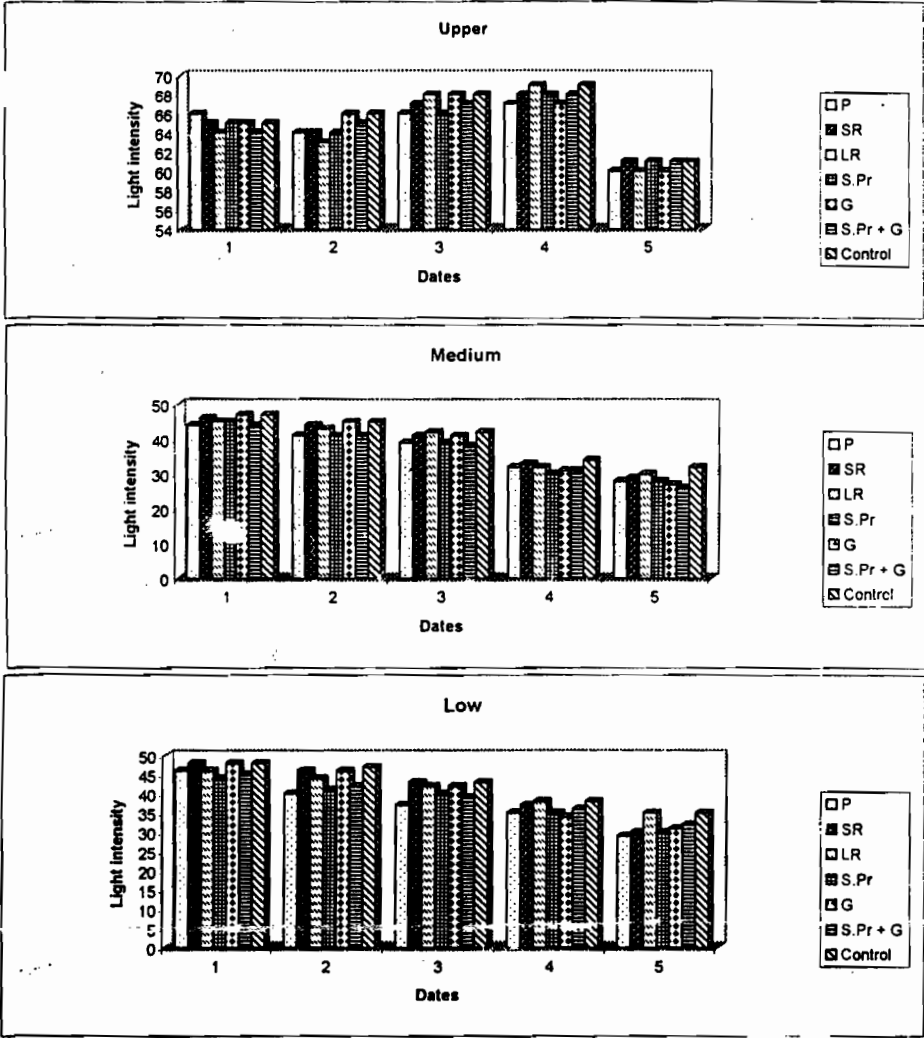 Upper
Light intensity
70
68
66
64
62
60
58
56
54
1 2 3 4 5
Dates
P
SR
LR
S.Pr
G
S.Pr + G
Control
Medium
Light intensity
50
40
30
20
10
0
1 2 3 4 5
Dates
P
SR
LR
S.Pr
G
S.Pr + G
Control
Low
Light intensity
50
45
40
35
30
25
20
15
10
5
0
1 2 3 4 5
Dates
P
SR
LR
S.Pr
G
S.Pr + G
Control